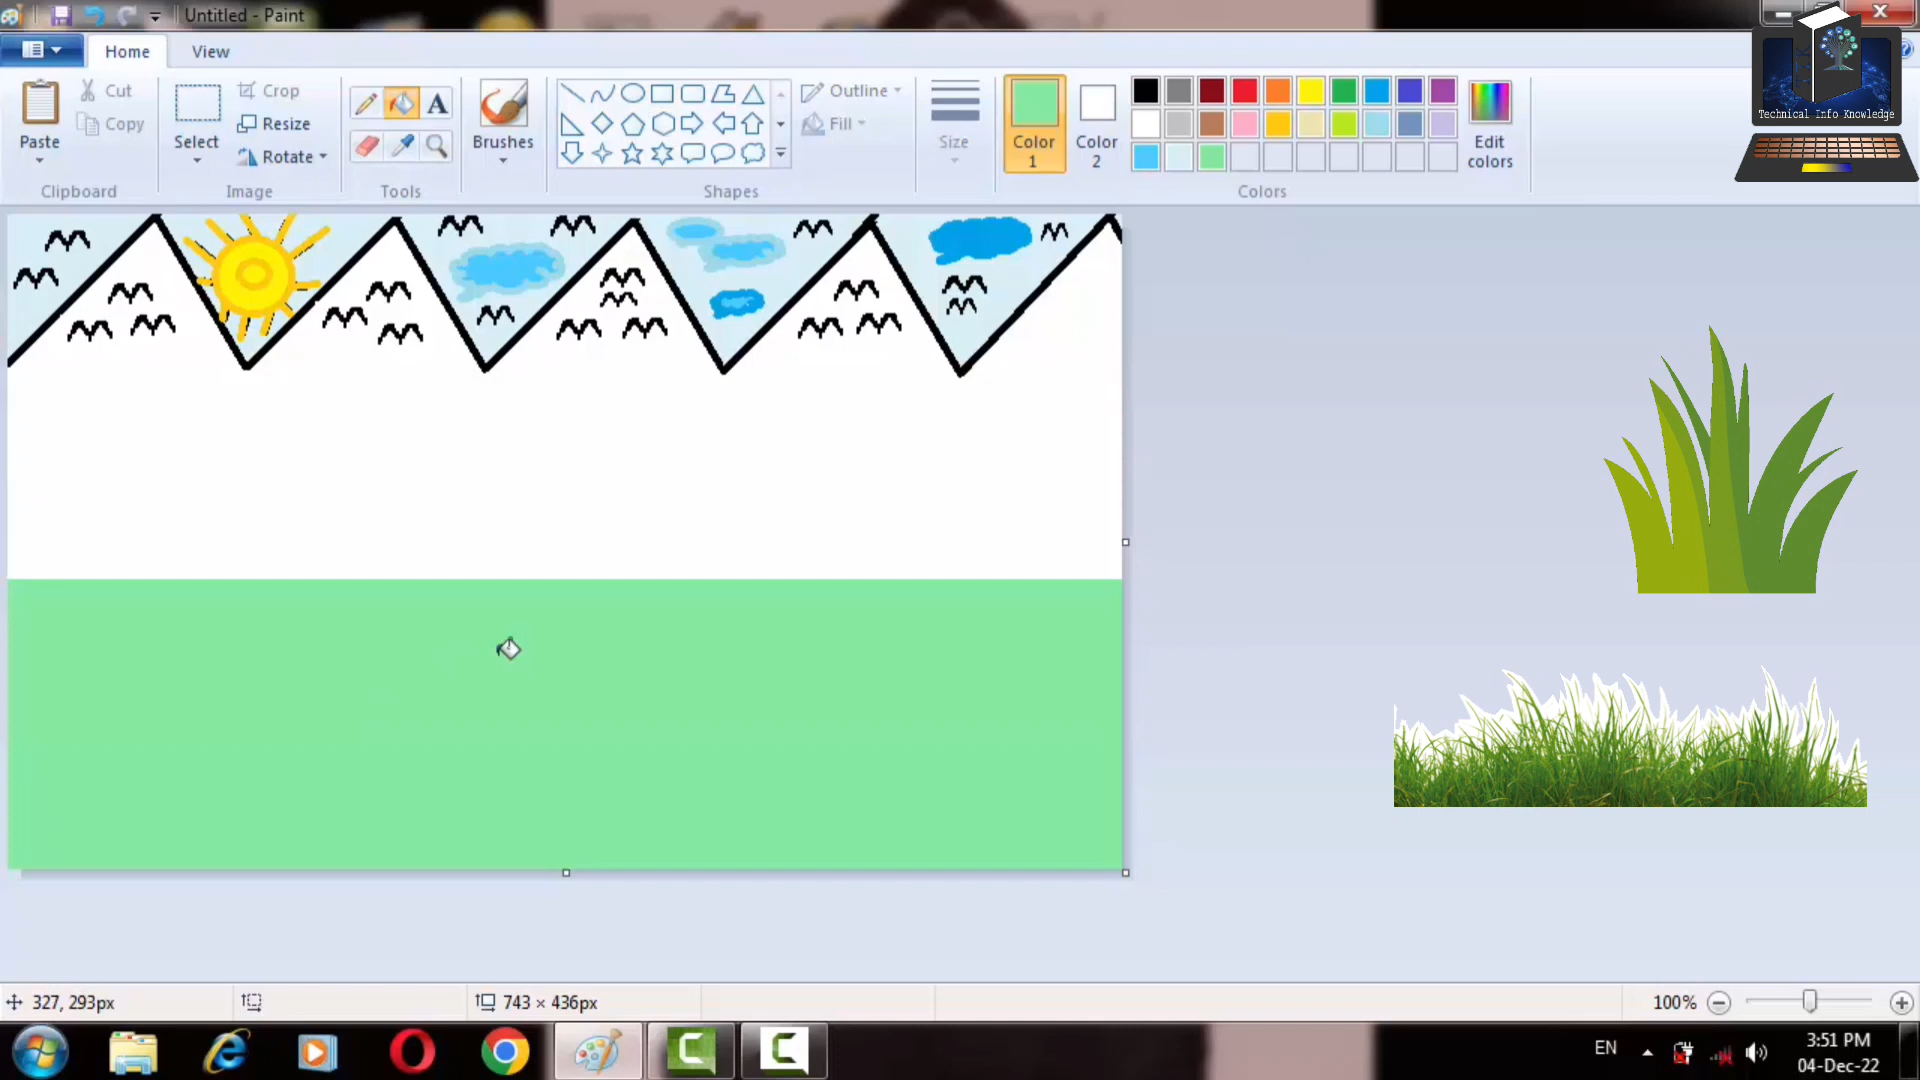 Untitled - Paint
Home View
Paste
Cut
Copy
Clipboard
Select
Crop
Resize
Rotate
Image
A
Tools
Brushes
Shapes
Outline
Fill
Size
Color 1
Color 2
Colors
Edit colors
Technical Info Knowledge
327, 293px
743 × 436px
100%
EN
3:51 PM
04-Dec-22